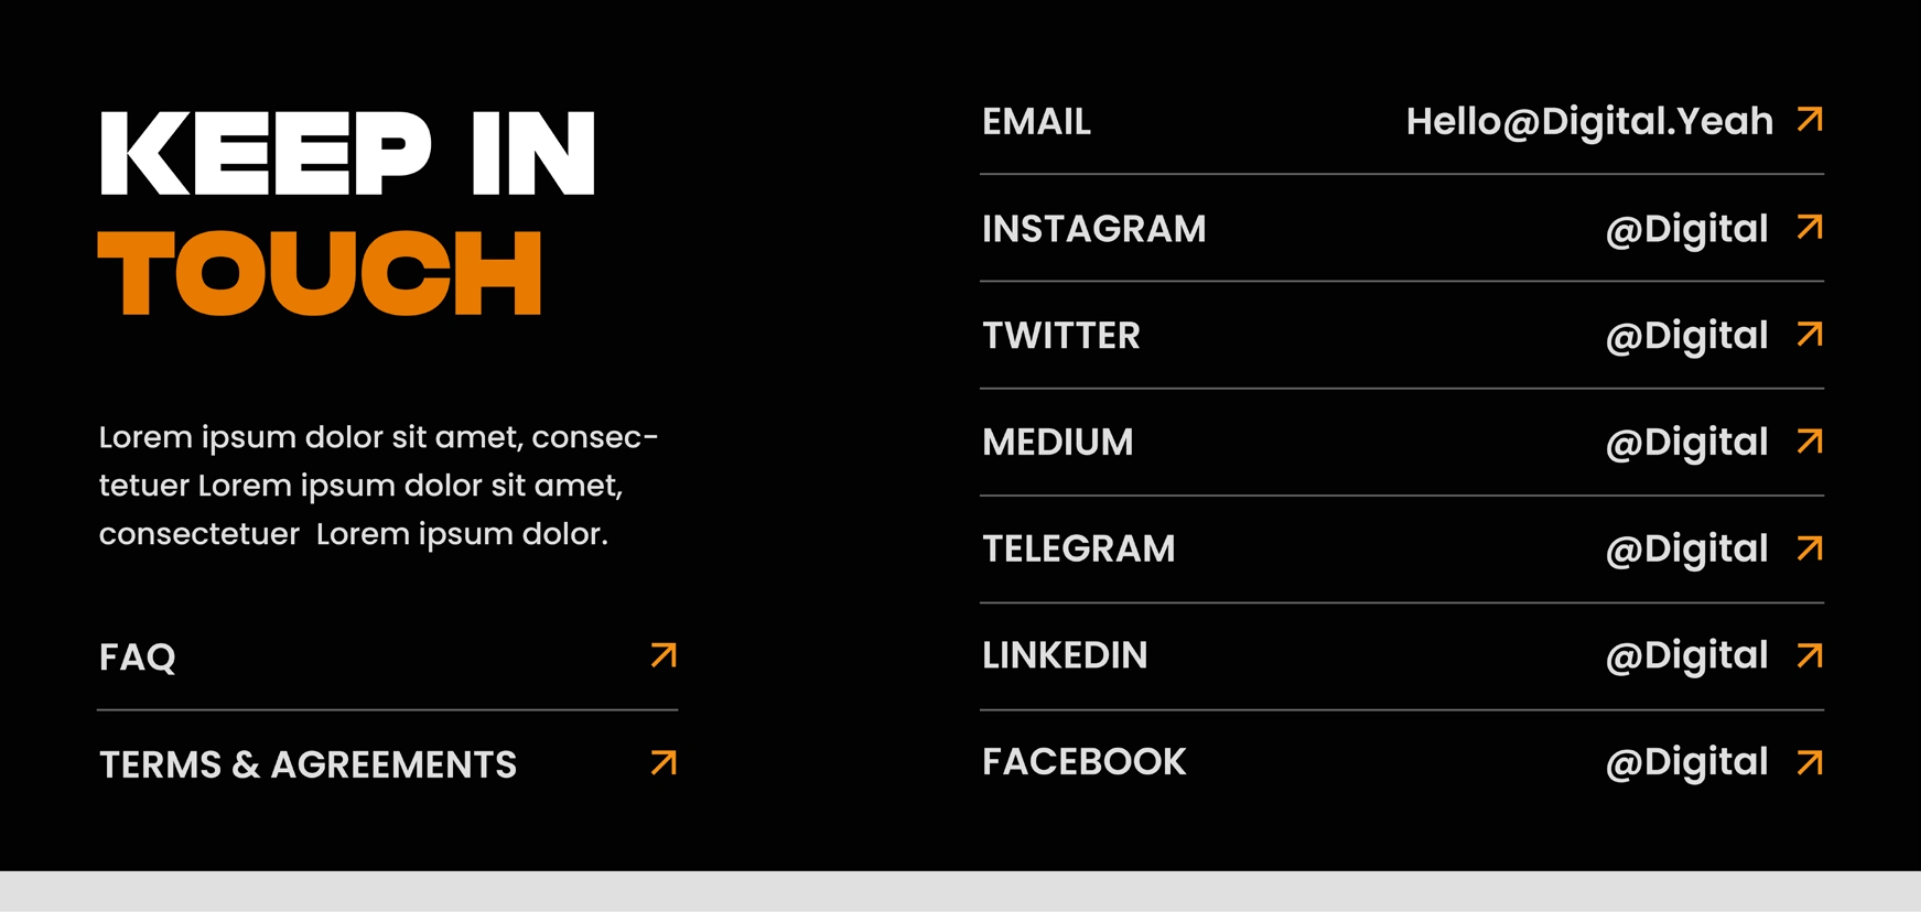 KEEP IN
TOUCH
Lorem ipsum dolor sit amet, consec-
tetuer Lorem ipsum dolor sit amet,
consectetuer  Lorem ipsum dolor.
FAQ
TERMS & AGREEMENTS
EMAIL Hello@Digital.Yeah
INSTAGRAM @Digital
TWITTER @Digital
MEDIUM @Digital
TELEGRAM @Digital
LINKEDIN @Digital
FACEBOOK @Digital